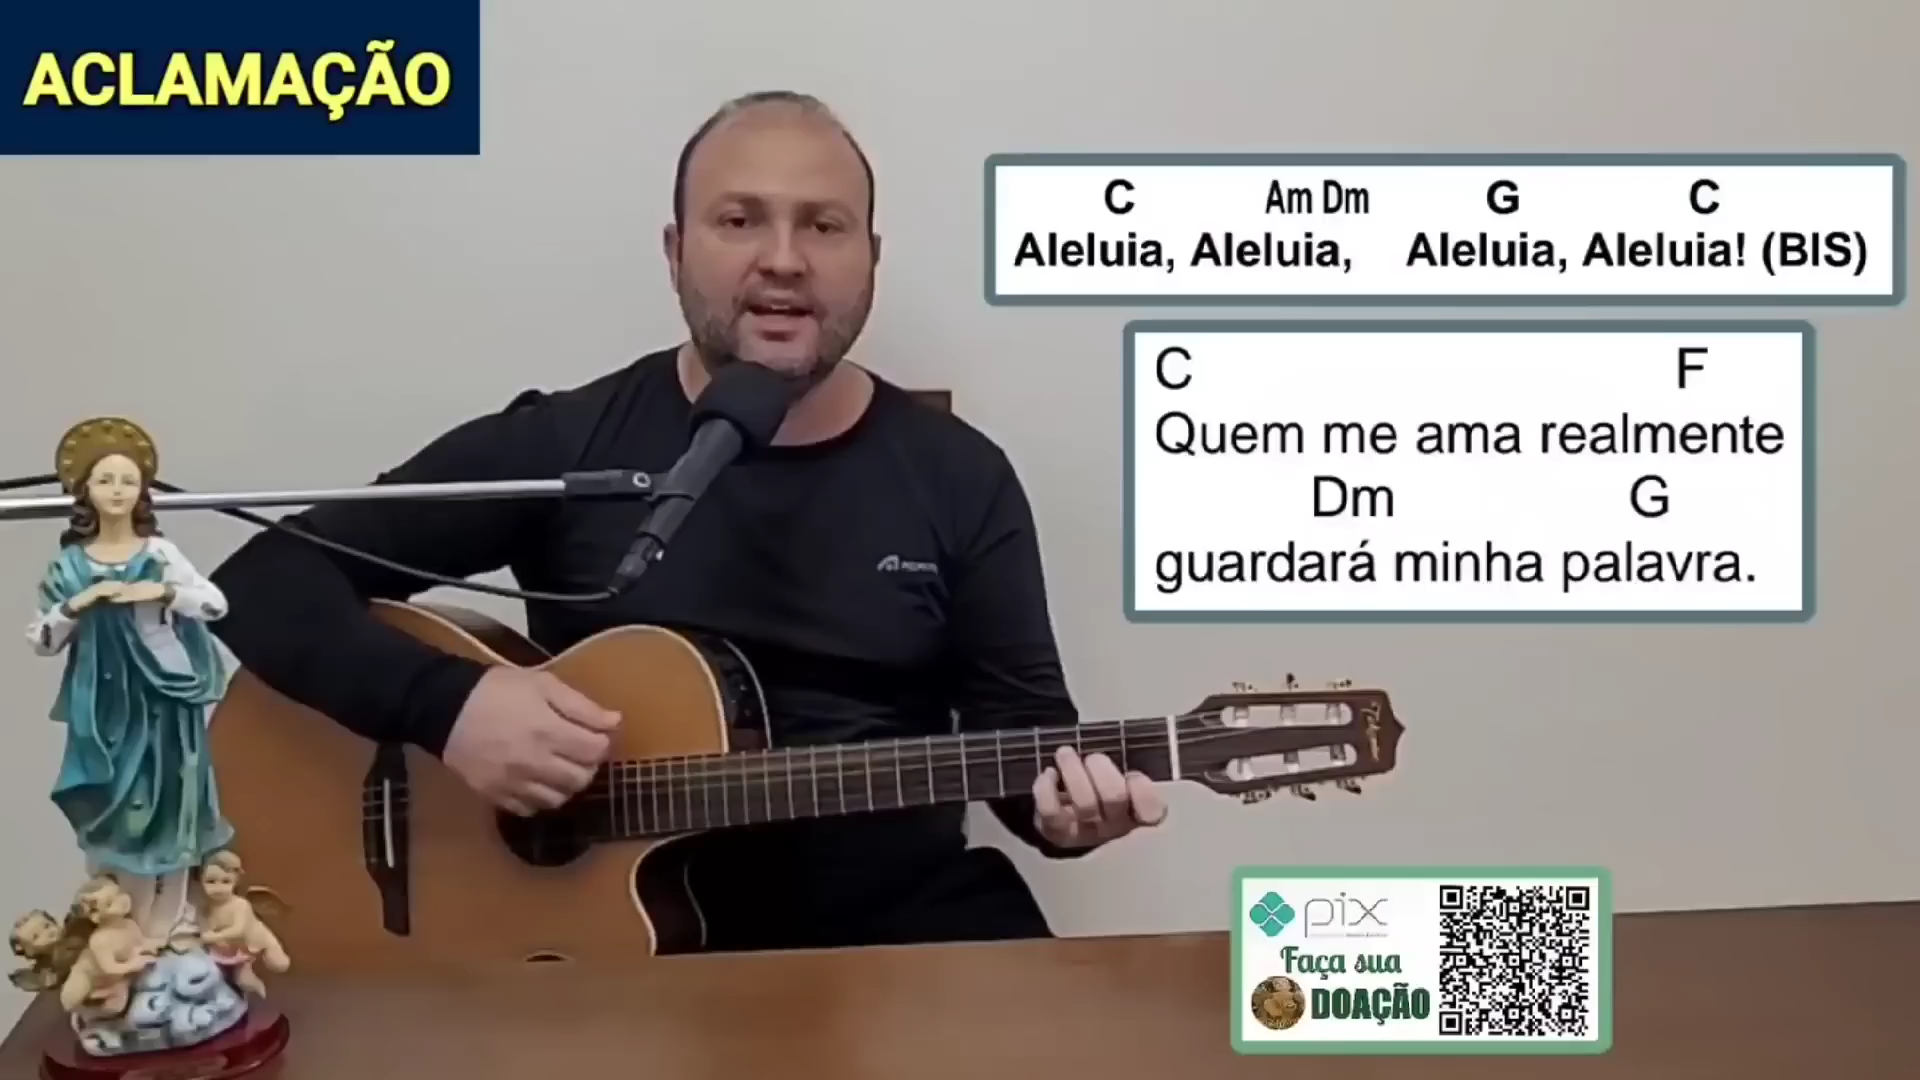 ACLAMAÇÃO
C Am Dm G C
Aleluia, Aleluia, Aleluia, Aleluia! (BIS)
C F
Quem me ama realmente
Dm G
guardará minha palavra.
pix
Faça sua
DOAÇÃO